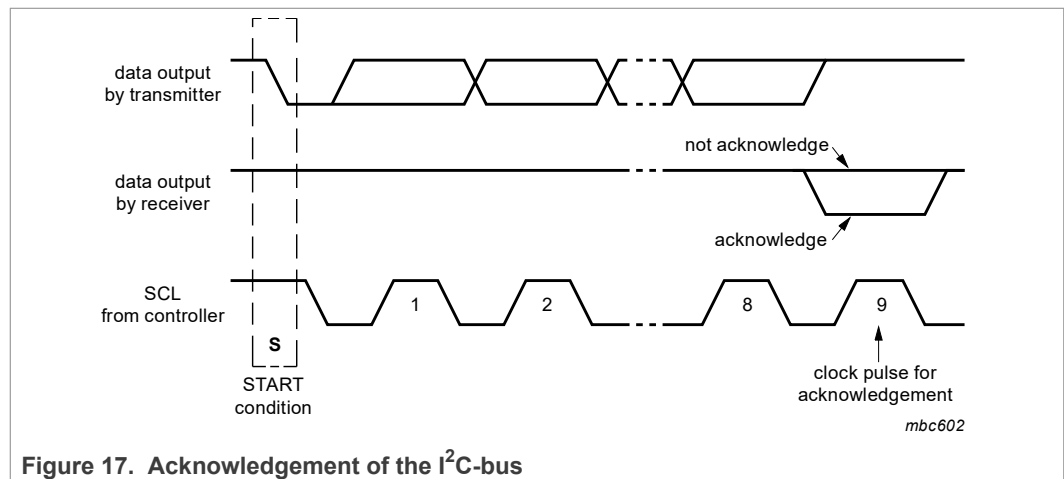 data output
by transmitter
not acknowledge
data output
by receiver
acknowledge
SCL
from controller
1
2
8
9
S
START
condition
clock pulse for
acknowledgement
mbc602
Figure 17. Acknowledgement of the I²C-bus